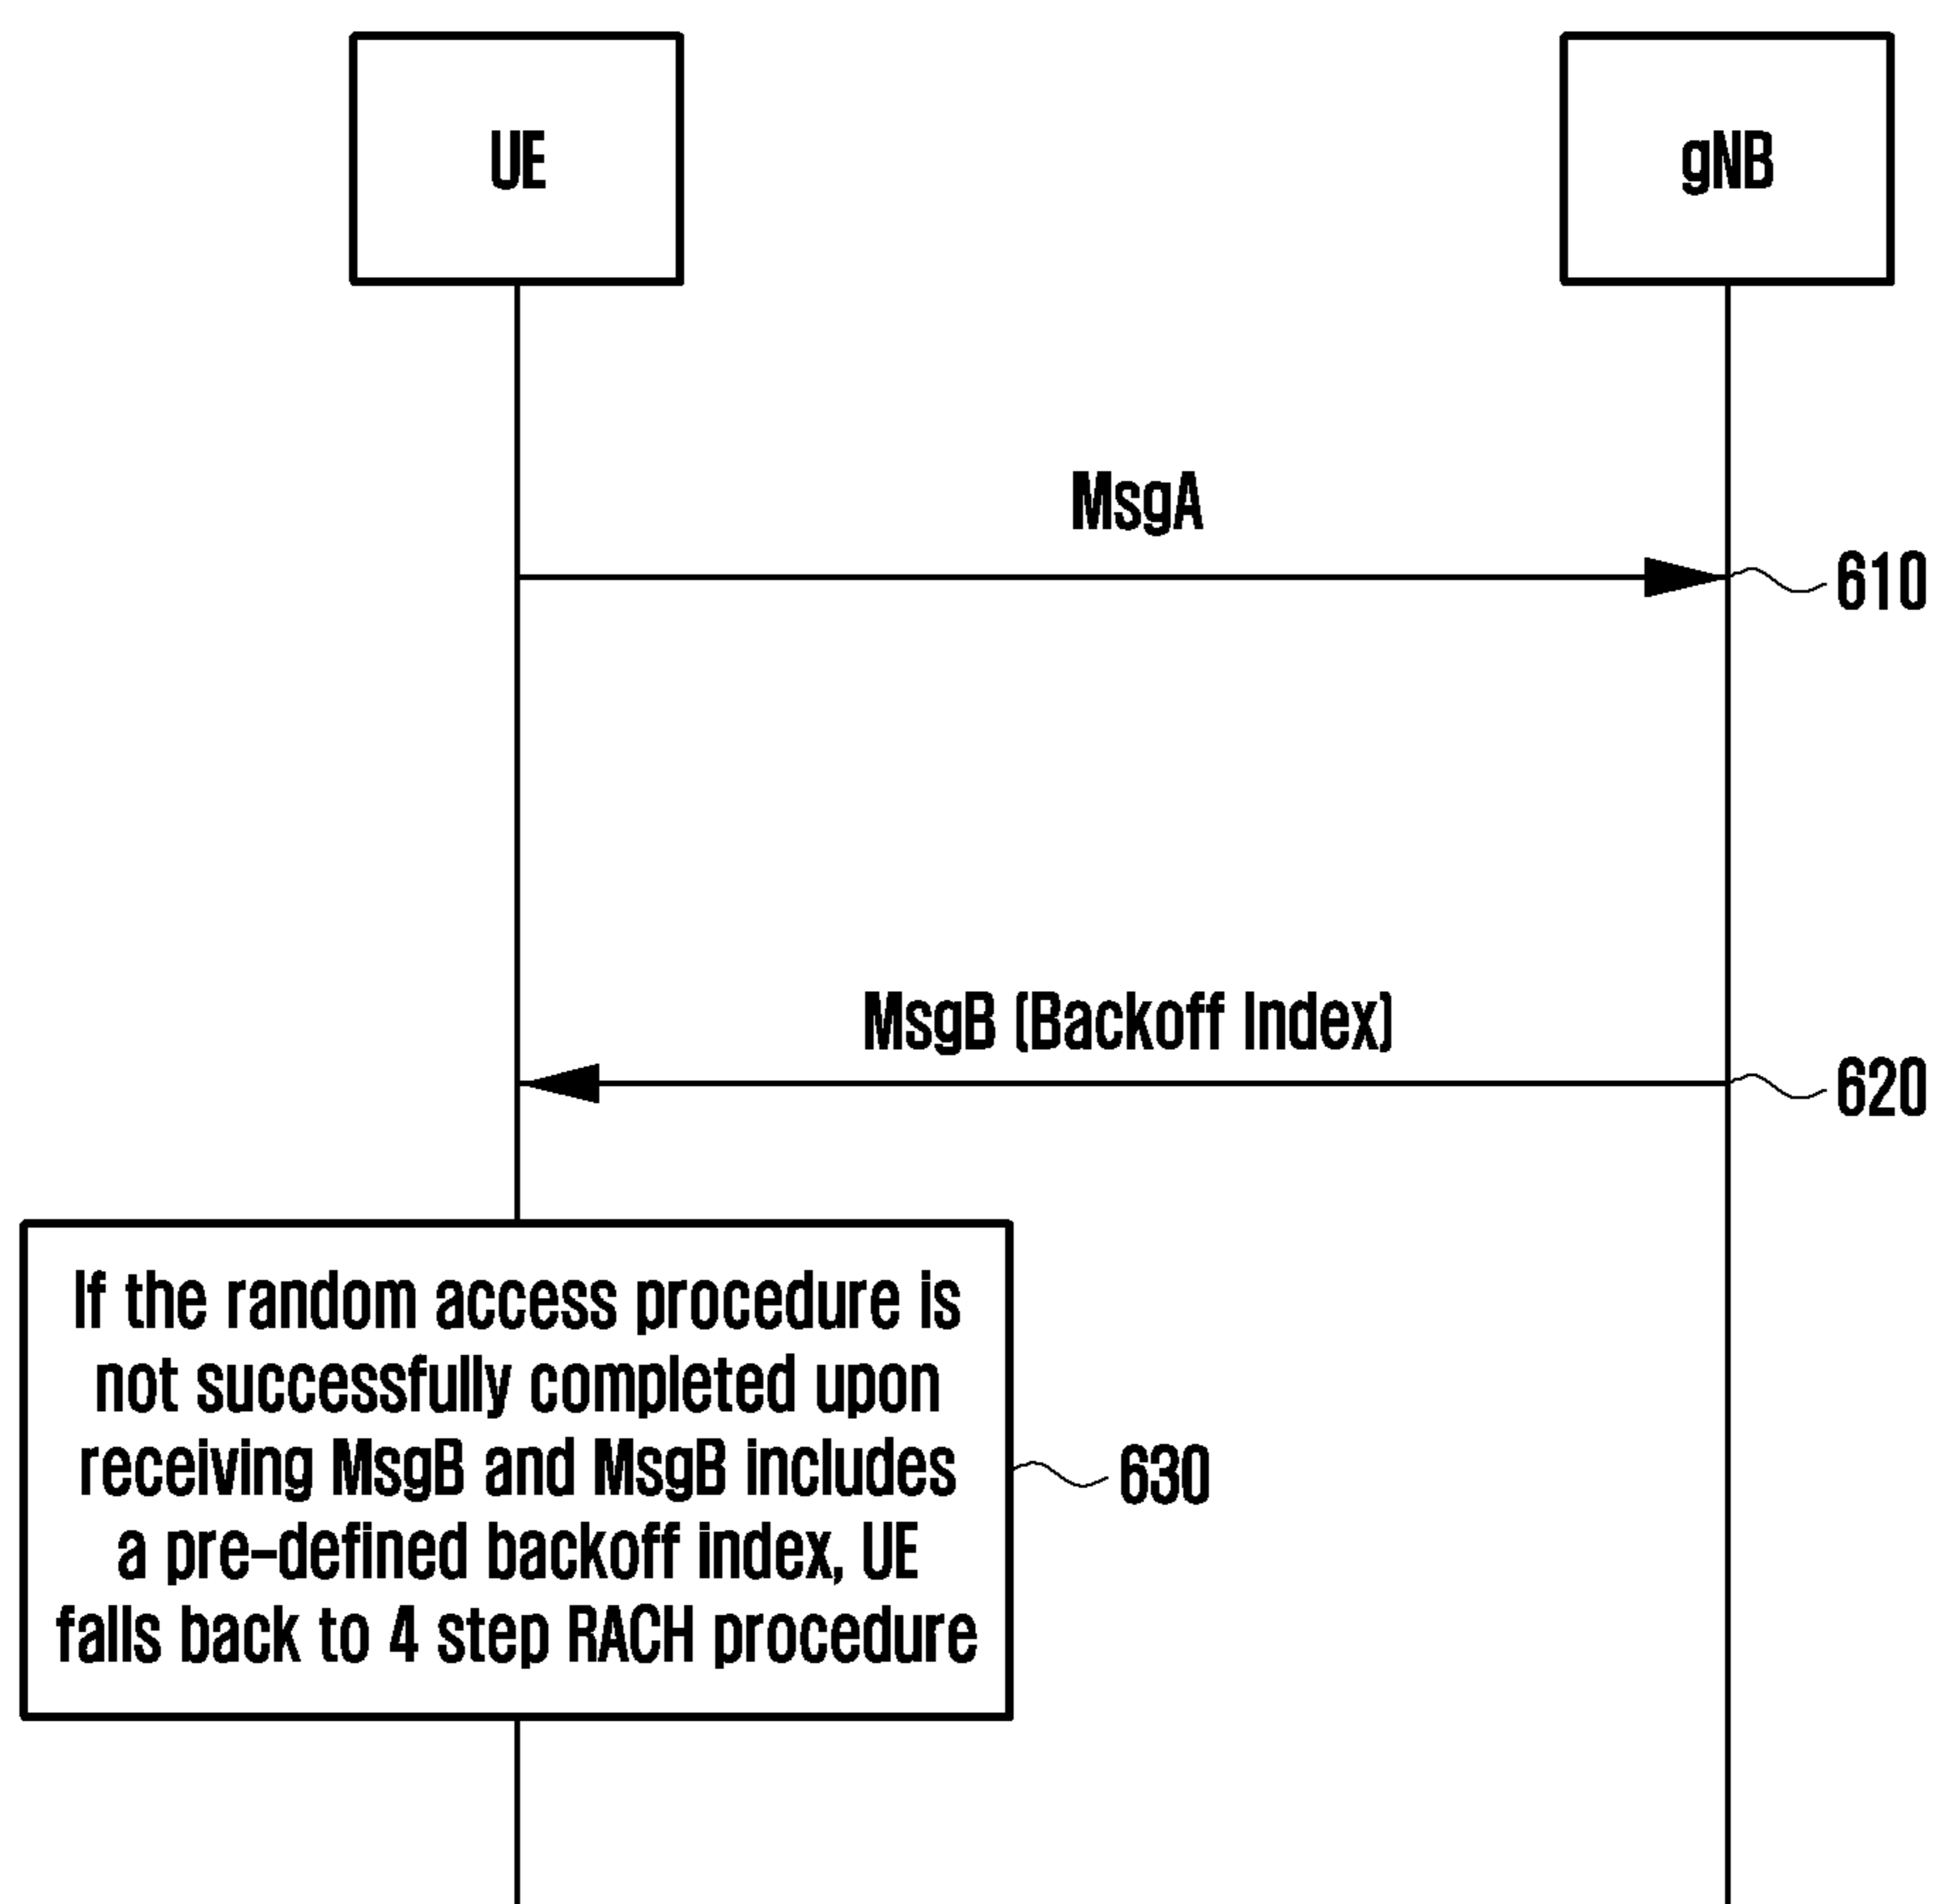 UE
gNB
MsgA
610
MsgB (Backoff Index)
620
If the random access procedure is
not successfully completed upon
receiving MsgB and MsgB includes
a pre-defined backoff index, UE
falls back to 4 step RACH procedure
630